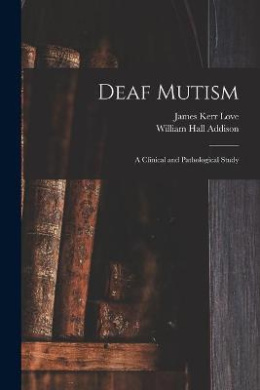 Deaf Mutism
James Kerr Love
William Hall Addison
A Clinical and Pathological Study